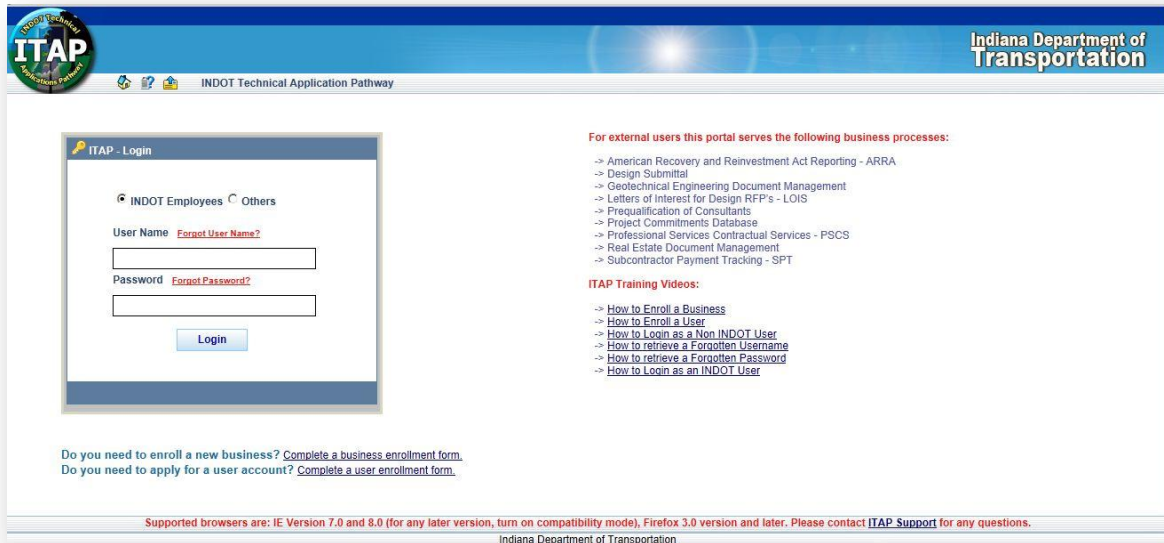 INDOT Technical
ITAP
Applications Pathway
Indiana Department of
Transportation
INDOT Technical Application Pathway
ITAP - Login
INDOT Employees Others
User Name Forgot User Name?
Password Forgot Password?
Login
For external users this portal serves the following business processes:
-> American Recovery and Reinvestment Act Reporting - ARRA
-> Design Submittal
-> Geotechnical Engineering Document Management
-> Letters of Interest for Design RFP's - LOIS
-> Prequalification of Consultants
-> Project Commitments Database
-> Professional Services Contractual Services - PSCS
-> Real Estate Document Management
-> Subcontractor Payment Tracking - SPT
ITAP Training Videos:
-> How to Enroll a Business
-> How to Enroll a User
-> How to Login as a Non INDOT User
-> How to retrieve a Forgotten Username
-> How to retrieve a Forgotten Password
-> How to Login as an INDOT User
Do you need to enroll a new business? Complete a business enrollment form.
Do you need to apply for a user account? Complete a user enrollment form.
Supported browsers are: IE Version 7.0 and 8.0 (for any later version, turn on compatibility mode), Firefox 3.0 version and later. Please contact ITAP Support for any questions.
Indiana Department of Transportation